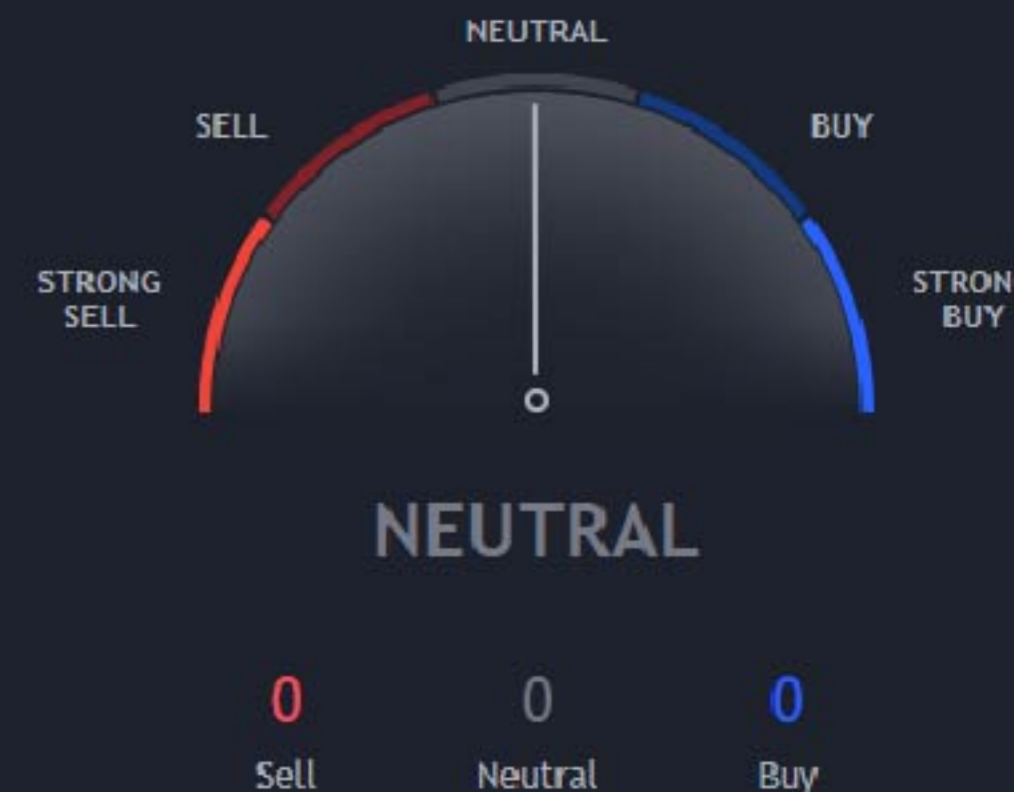 NEUTRAL
SELL
BUY
STRONG
SELL
STRON
BUY
NEUTRAL
0
0
0
Sell
Neutral
Buy